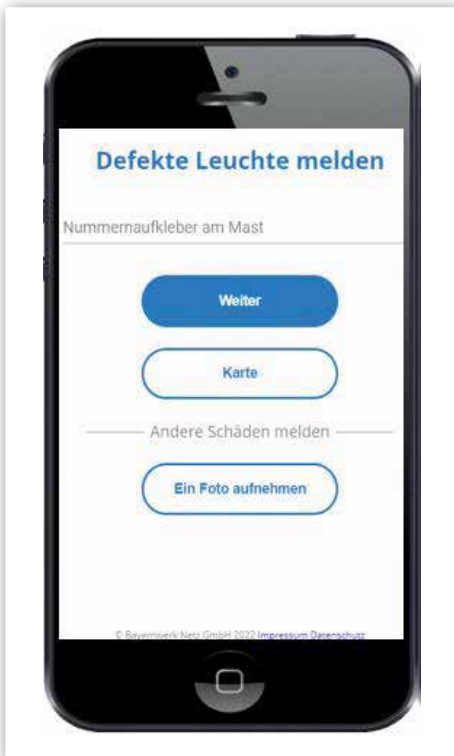 Defekte Leuchte melden
Nummernaufkleber am Mast
Weiter
Karte
Andere Schäden melden
Ein Foto aufnehmen
© Bayernwerk Netz GmbH 2022 Impressum Datenschutz